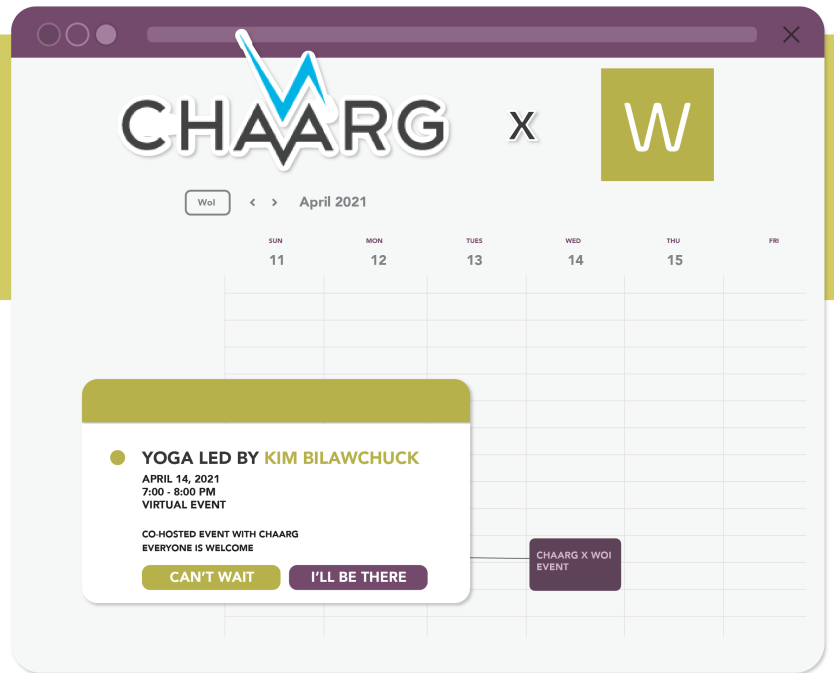 CHAARG X W
WoI < > April 2021
SUN MON TUES WED THU FRI
11 12 13 14 15
YOGA LED BY KIM BILAWCHUCK
APRIL 14, 2021
7:00 - 8:00 PM
VIRTUAL EVENT
CO-HOSTED EVENT WITH CHAARG
EVERYONE IS WELCOME
CAN'T WAIT I'LL BE THERE
CHAARG X WOI
EVENT